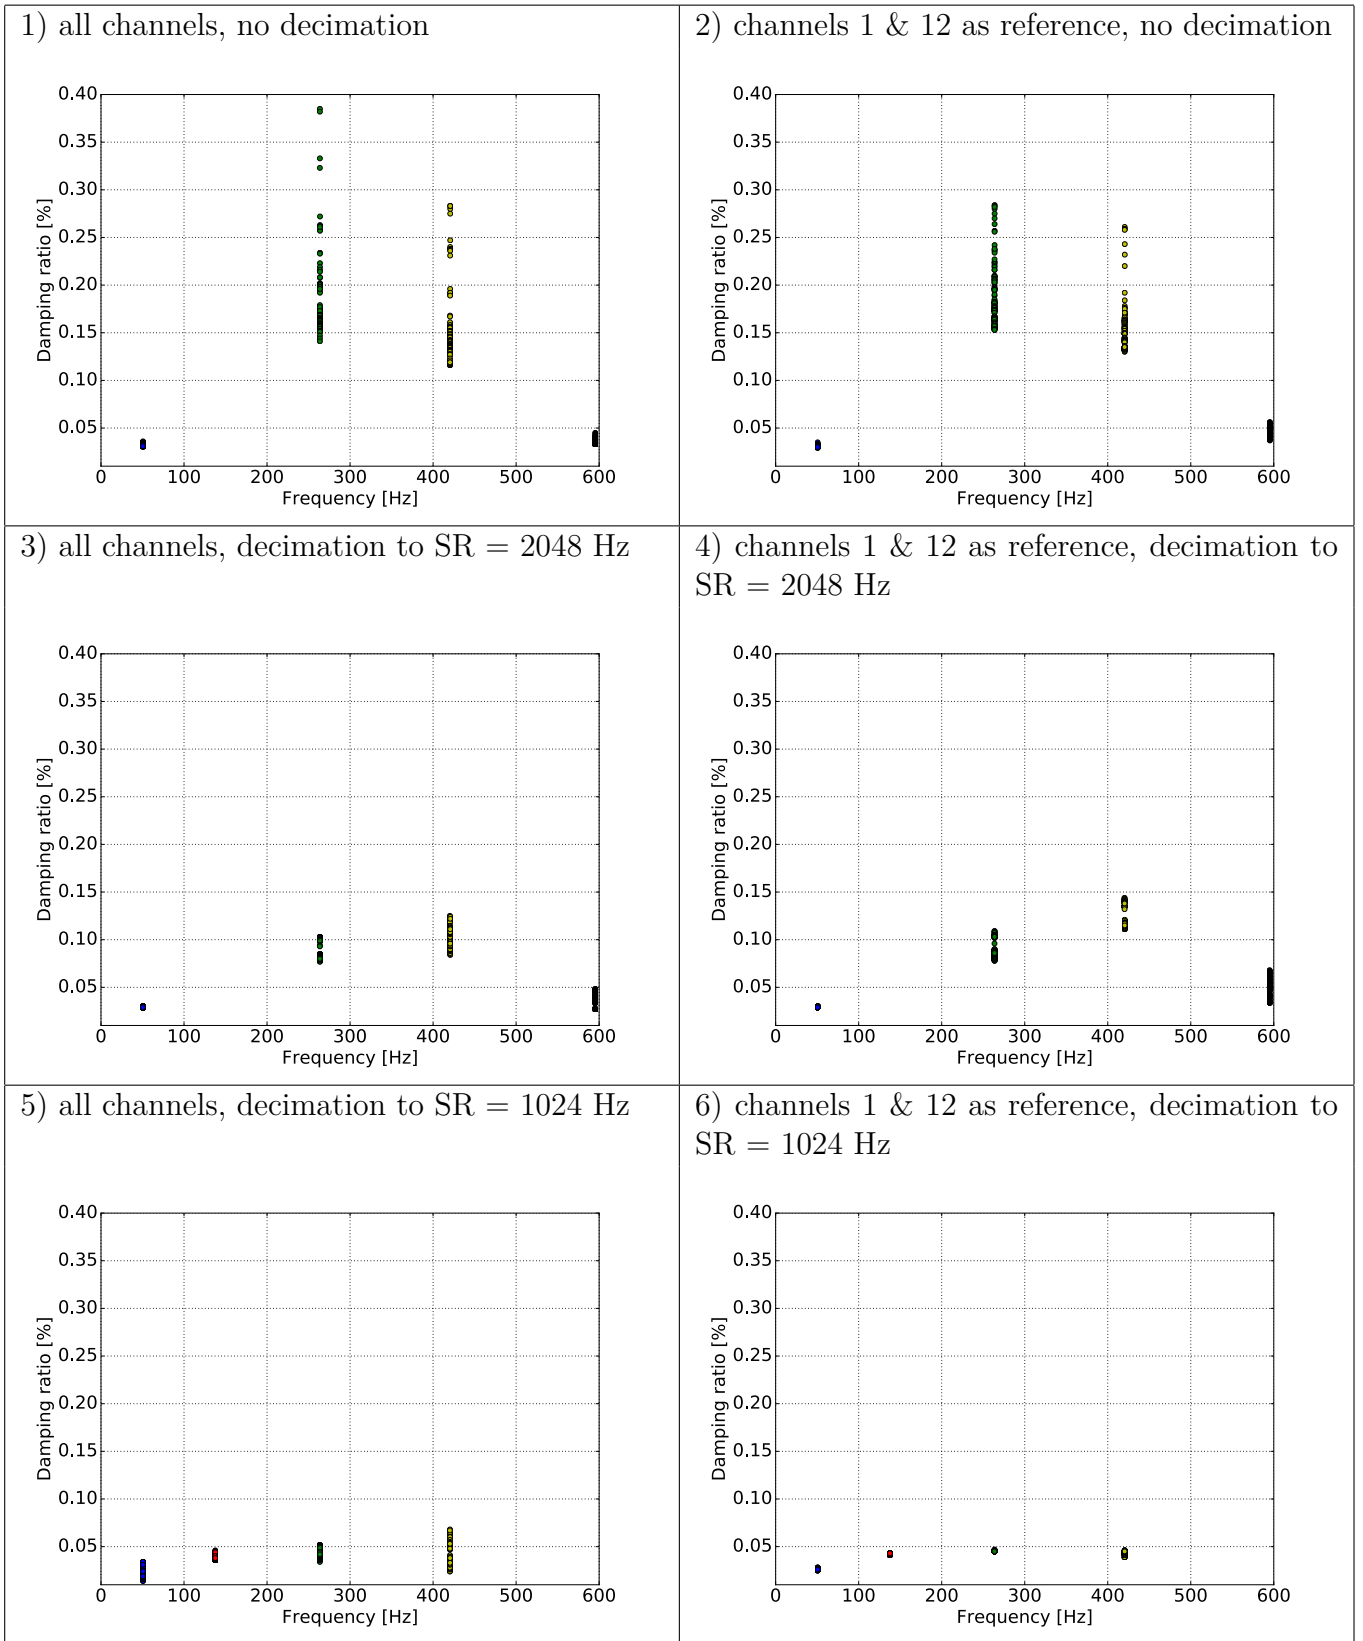 1) all channels, no decimation
0.40
0.35
0.30
0.25
0.20
0.15
0.10
0.05
Damping ratio [%]
0 100 200 300 400 500 600
Frequency [Hz]
2) channels 1 & 12 as reference, no decimation
0.40
0.35
0.30
0.25
0.20
0.15
0.10
0.05
Damping ratio [%]
0 100 200 300 400 500 600
Frequency [Hz]
3) all channels, decimation to SR = 2048 Hz
0.40
0.35
0.30
0.25
0.20
0.15
0.10
0.05
Damping ratio [%]
0 100 200 300 400 500 600
Frequency [Hz]
4) channels 1 & 12 as reference, decimation to
SR = 2048 Hz
0.40
0.35
0.30
0.25
0.20
0.15
0.10
0.05
Damping ratio [%]
0 100 200 300 400 500 600
Frequency [Hz]
5) all channels, decimation to SR = 1024 Hz
0.40
0.35
0.30
0.25
0.20
0.15
0.10
0.05
Damping ratio [%]
0 100 200 300 400 500 600
Frequency [Hz]
6) channels 1 & 12 as reference, decimation to
SR = 1024 Hz
0.40
0.35
0.30
0.25
0.20
0.15
0.10
0.05
Damping ratio [%]
0 100 200 300 400 500 600
Frequency [Hz]